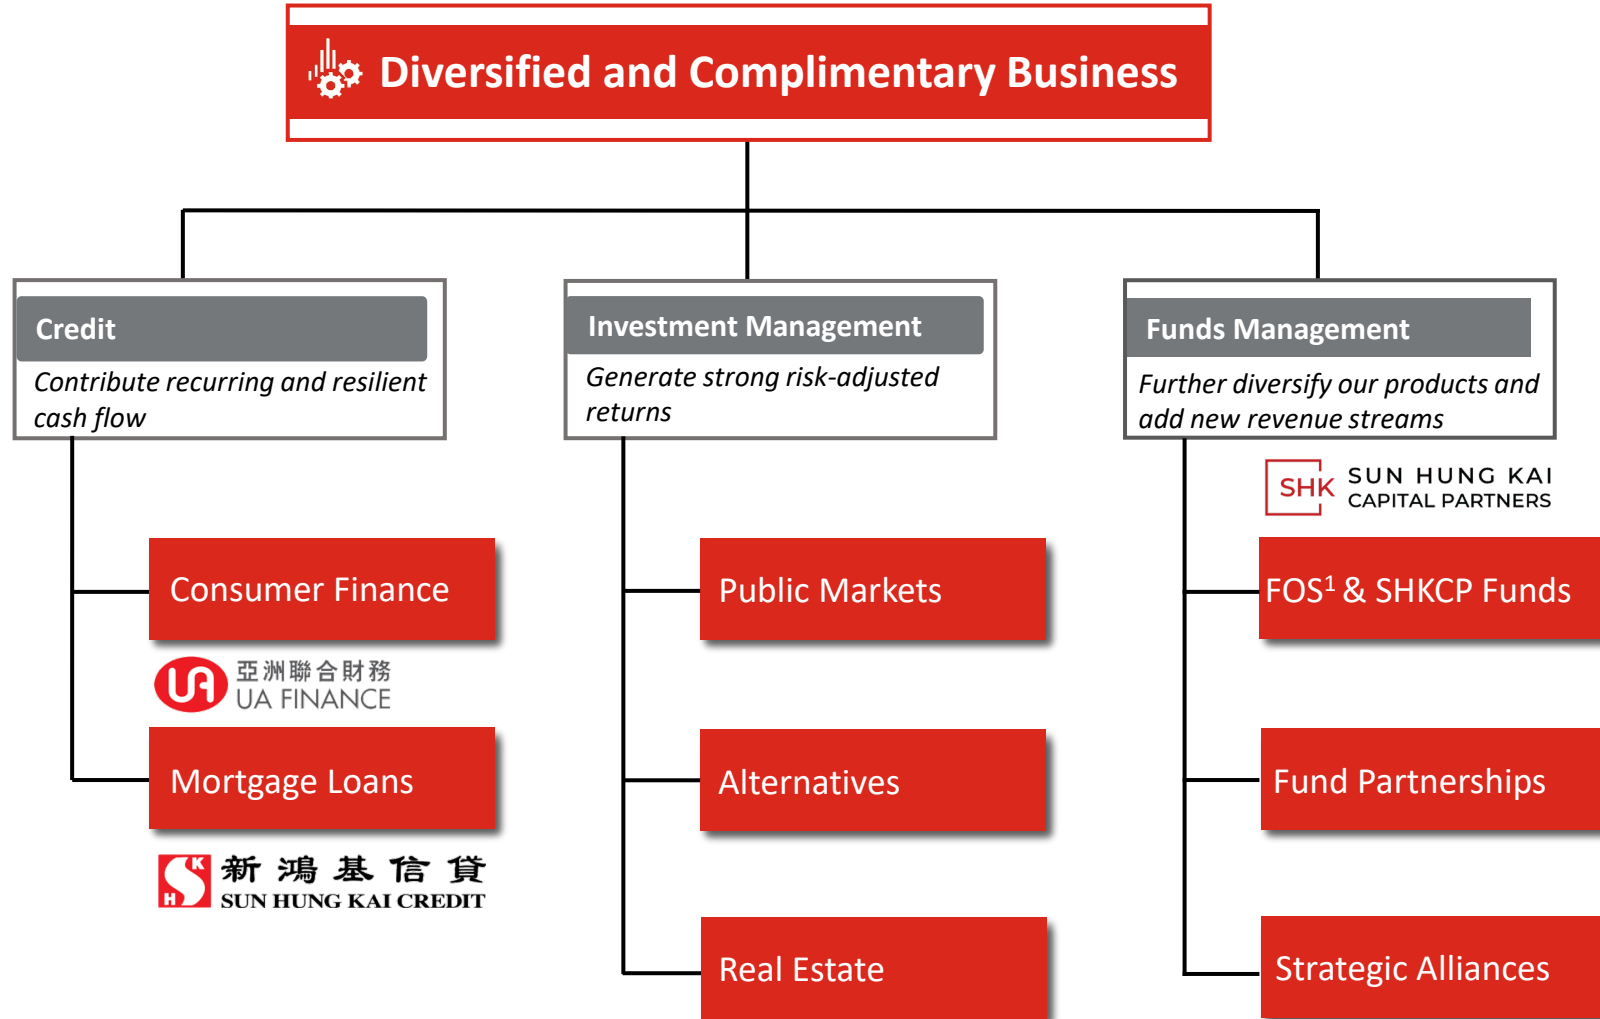 Diversified and Complimentary Business
Credit
Contribute recurring and resilient
cash flow
Consumer Finance
UA
亞洲聯合財務
UA FINANCE
Mortgage Loans
SHK
新鴻基信貸
SUN HUNG KAI CREDIT
Investment Management
Generate strong risk-adjusted
returns
Public Markets
Alternatives
Real Estate
Funds Management
Further diversify our products and
add new revenue streams
SHK
SUN HUNG KAI
CAPITAL PARTNERS
FOS¹ & SHKCP Funds
Fund Partnerships
Strategic Alliances